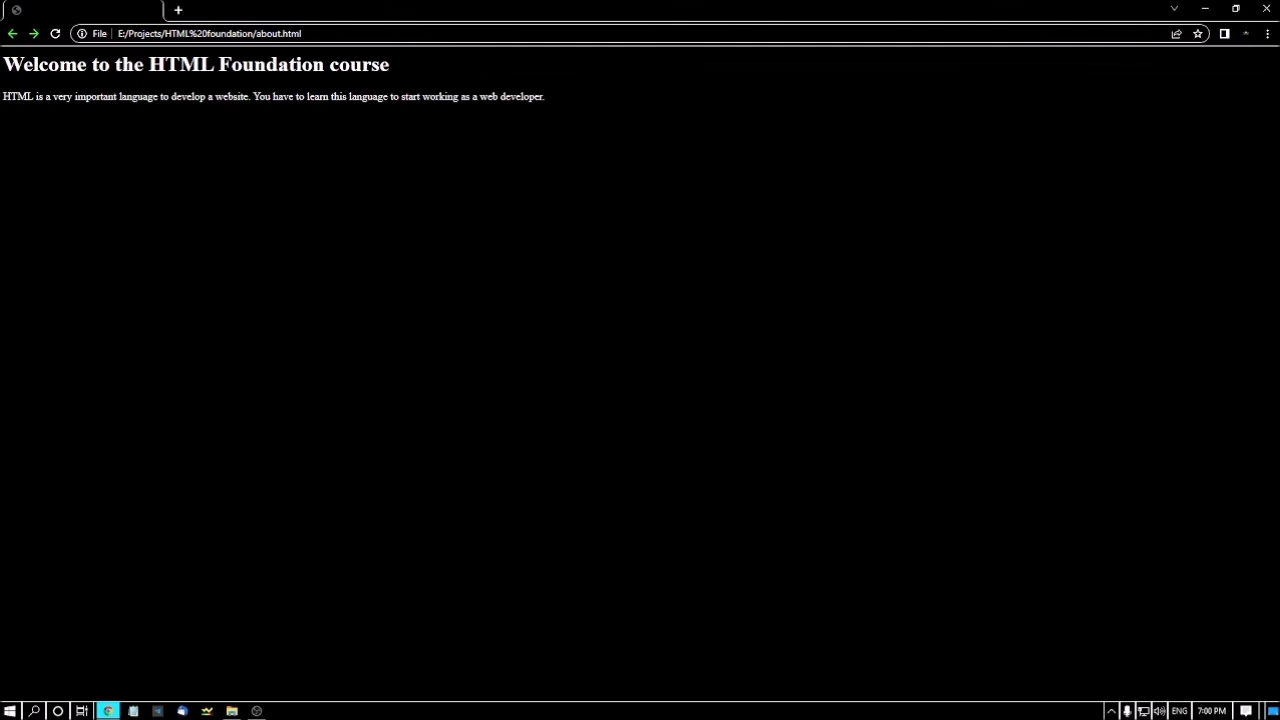 File
E:/Projects/HTML%20foundation/about.html
Welcome to the HTML Foundation course
HTML is a very important language to develop a website. You have to learn this language to start working as a web developer.
ENG
7:00 PM